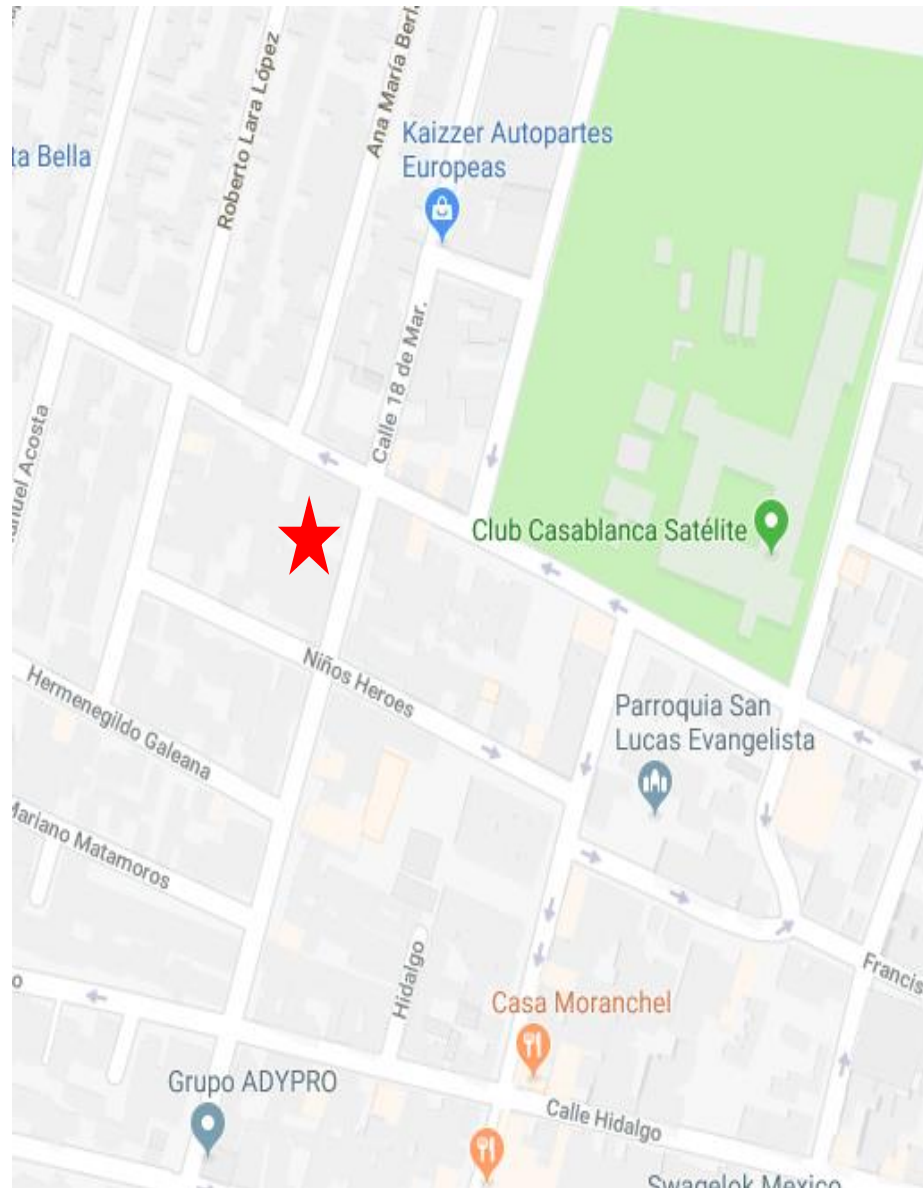 Roberto Lara López
Ana María Berl
Kaizzer Autopartes
Europeas
ta Bella
Calle 18 de Mar.
anuel Acosta
Club Casablanca Satélite
Niños Heroes
Hermenegildo Galeana
Parroquia San
Lucas Evangelista
Mariano Matamoros
Hidalgo
Francis
o
Casa Moranchel
Grupo ADYPRO
Calle Hidalgo
Swagelok Mexico